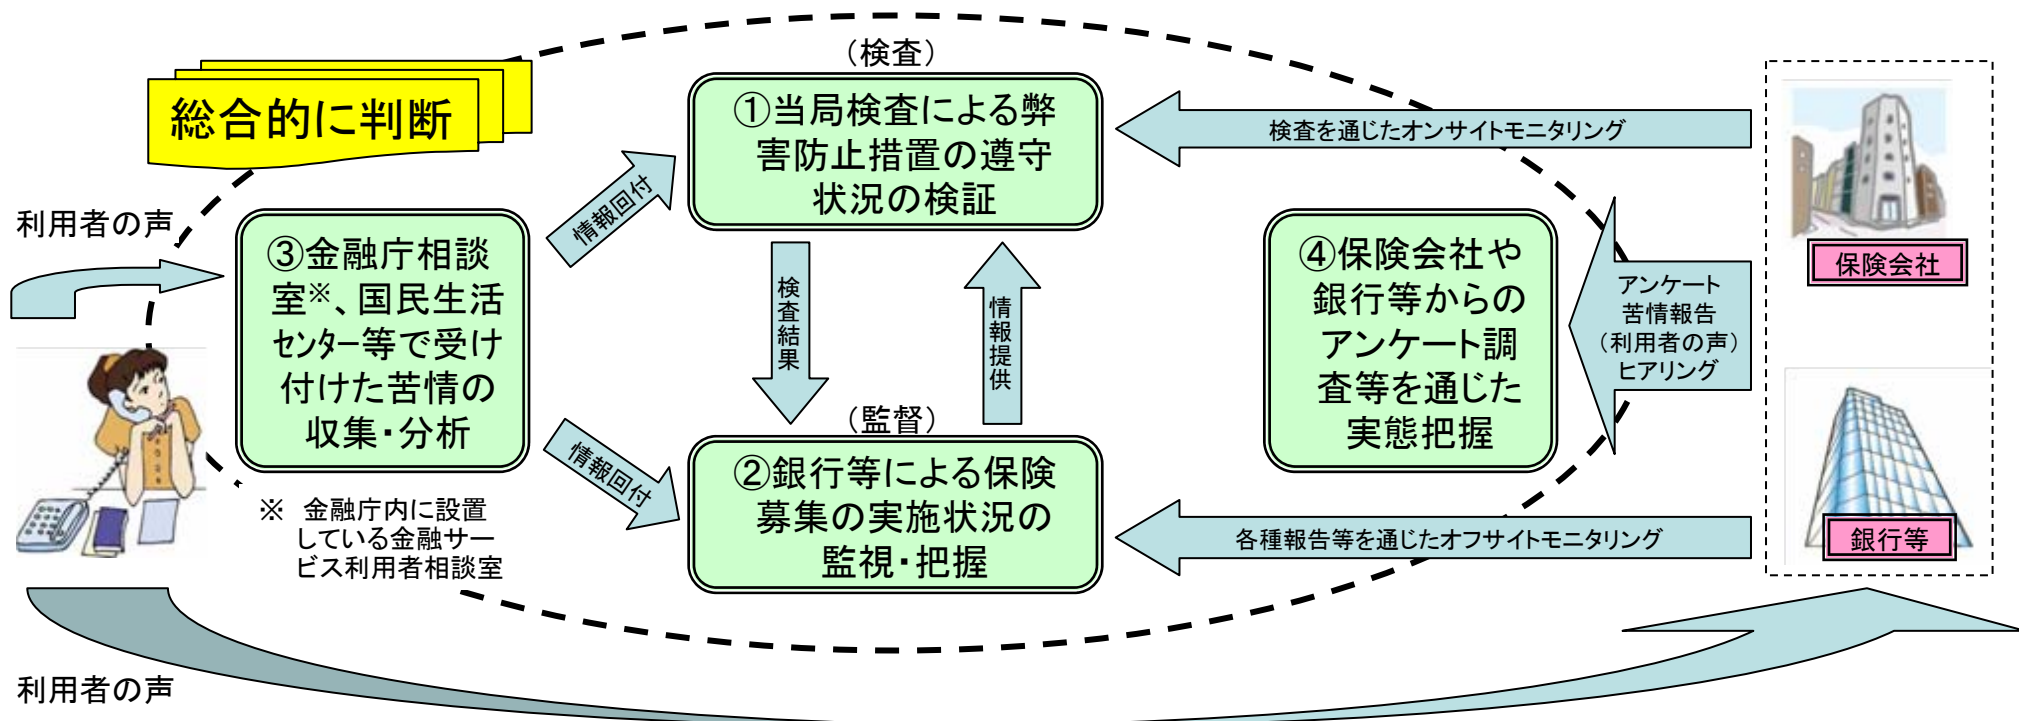 総合的に判断
(検査)
①当局検査による弊
害防止措置の遵守
状況の検証
検査を通じたオンサイトモニタリング
保険会社
利用者の声
③金融庁相談
室※、国民生活
センター等で受け
付けた苦情の
収集・分析
※ 金融庁内に設置
している金融サー
ビス利用者相談室
情報回付
情報回付
検査結果
情報提供
(監督)
②銀行等による保険
募集の実施状況の
監視・把握
④保険会社や
銀行等からの
アンケート調
査等を通じた
実態把握
アンケート
苦情報告
(利用者の声)
ヒアリング
各種報告等を通じたオフサイトモニタリング
銀行等
利用者の声